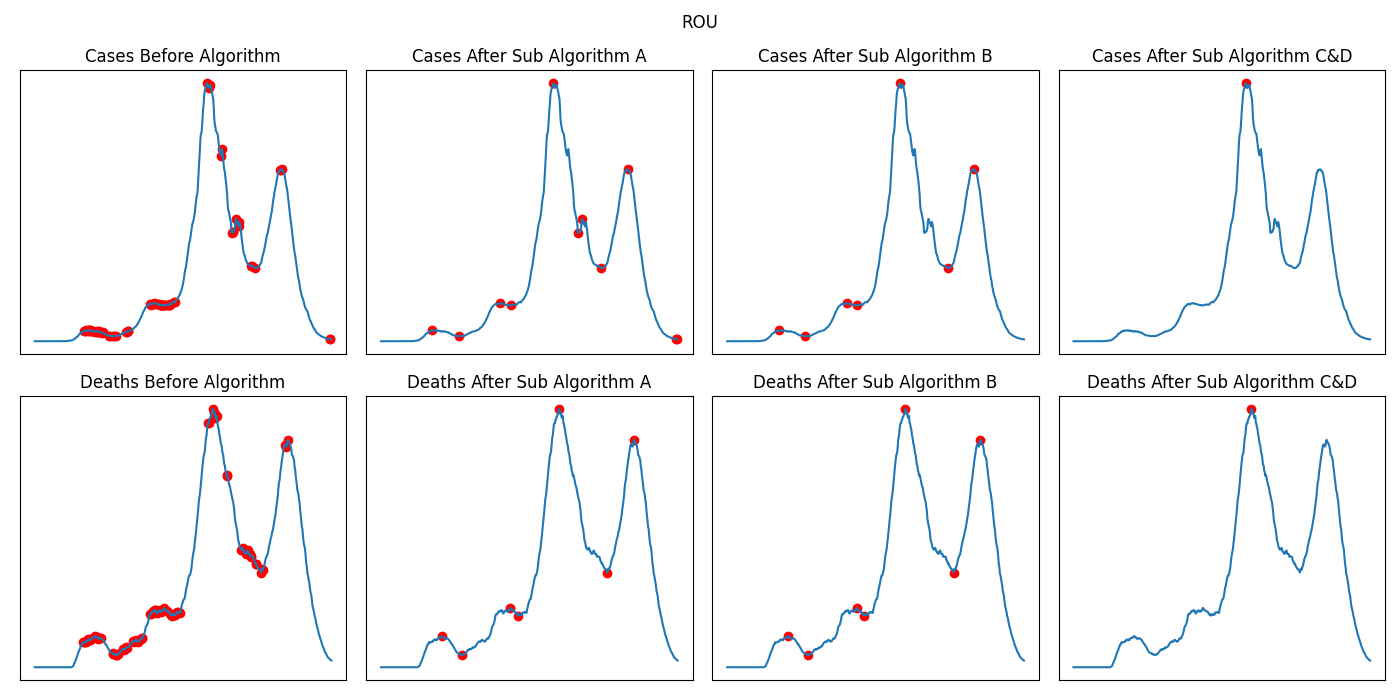 ROU
Cases Before Algorithm
Cases After Sub Algorithm A
Cases After Sub Algorithm B
Cases After Sub Algorithm C&D
Deaths Before Algorithm
Deaths After Sub Algorithm A
Deaths After Sub Algorithm B
Deaths After Sub Algorithm C&D